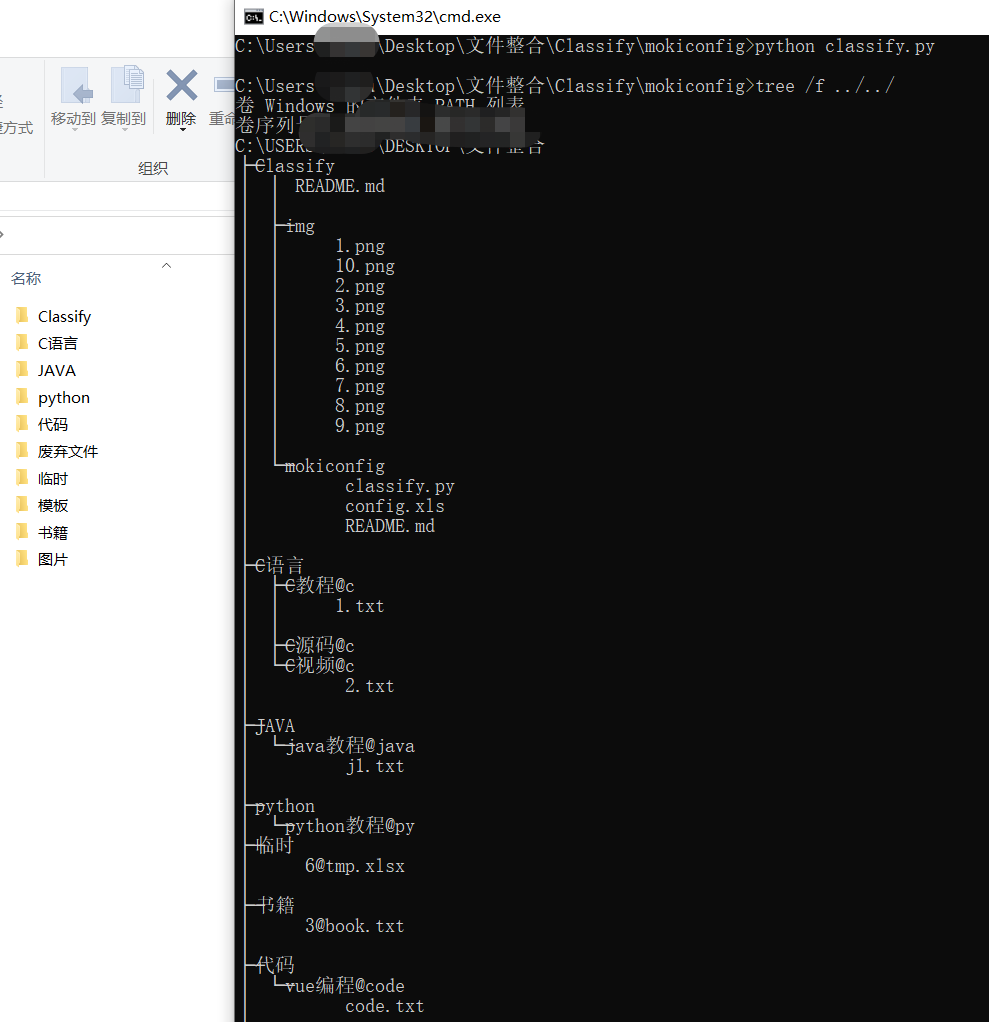 移动到
复制到
删除
重命
方式
组织
名称
Classify
C语言
JAVA
python
代码
废弃文件
临时
模板
书籍
图片
C:\Windows\System32\cmd.exe
C:\Users \Desktop\文件整合\Classify\mokiconfig>python classify.py
C:\Users \Desktop\文件整合\Classify\mokiconfig>tree /f ../../
卷 Windows 的文件夹 PATH 列表
卷序列号
C:\USERS \DESKTOP\文件整合
├─Classify
│  │  README.md
│  │
│  ├─img
│  │      1.png
│  │      10.png
│  │      2.png
│  │      3.png
│  │      4.png
│  │      5.png
│  │      6.png
│  │      7.png
│  │      8.png
│  │      9.png
│  │
│  └─mokiconfig
│          classify.py
│          config.xls
│          README.md
│
├─C语言
│  ├─C教程@c
│  │      1.txt
│  │
│  ├─C源码@c
│  └─C视频@c
│          2.txt
│
├─JAVA
│  └─java教程@java
│          j1.txt
│
├─python
│  └─python教程@py
├─临时
│      6@tmp.xlsx
│
├─书籍
│      3@book.txt
│
├─代码
│  └─vue编程@code
│          code.txt